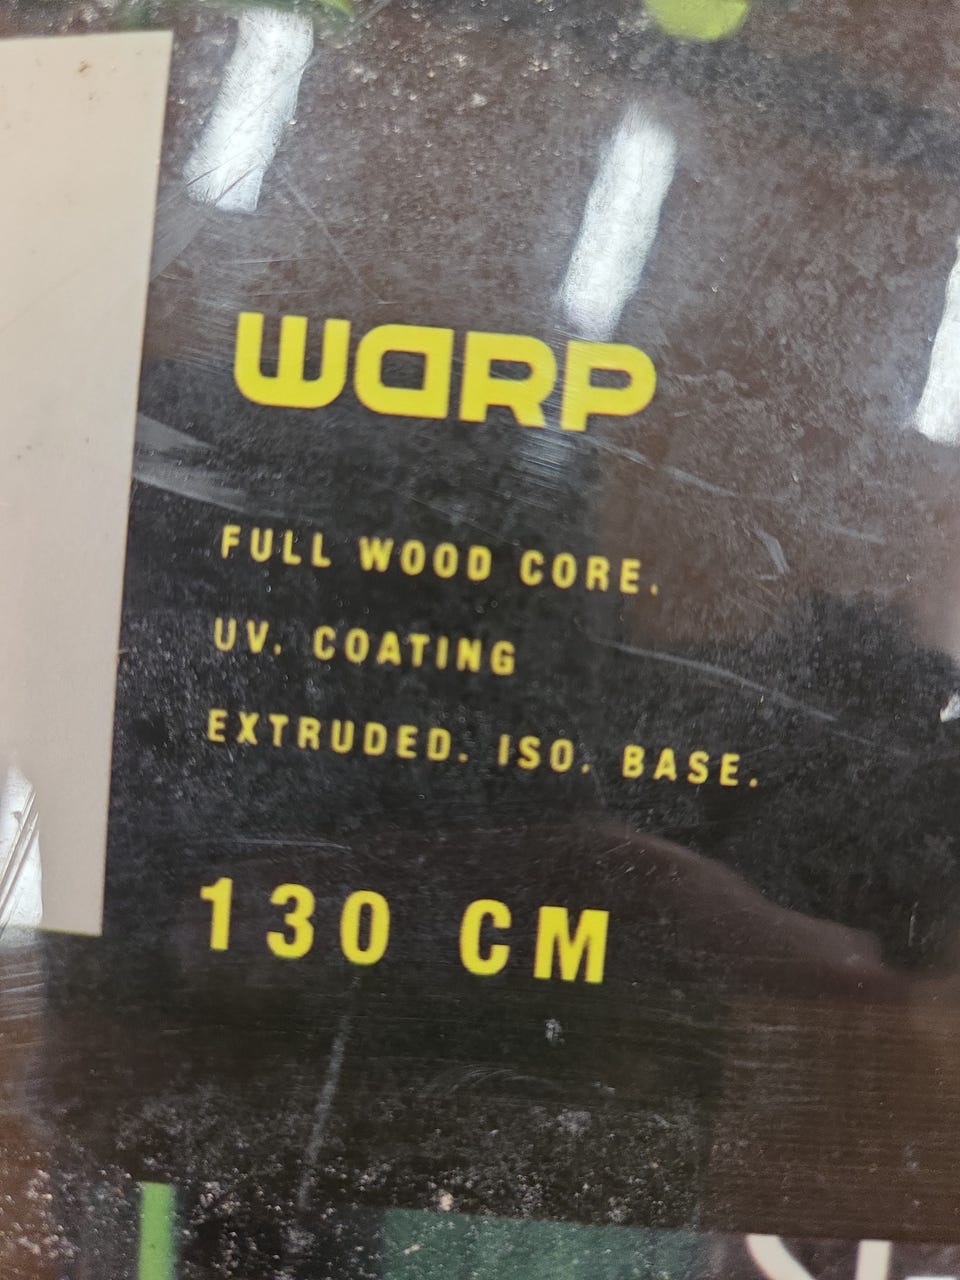 WARP
FULL WOOD CORE.
UV. COATING
EXTRUDED. ISO. BASE.
130 CM